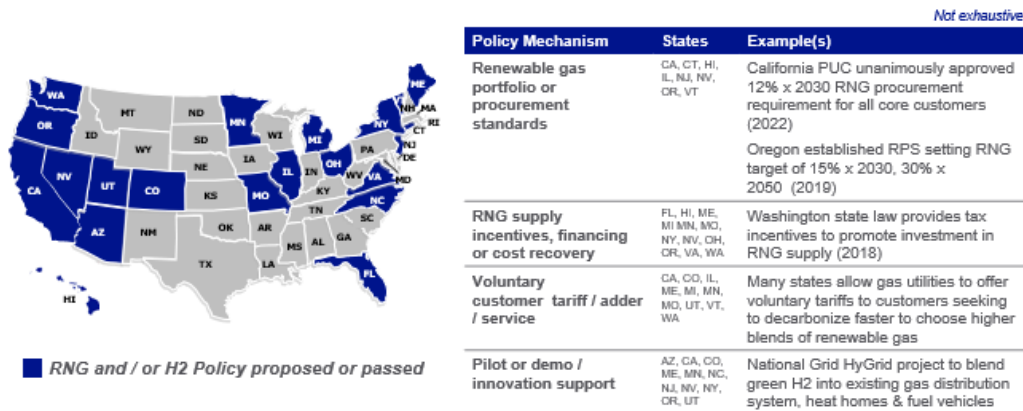 Not exhaustive
WA
OR
CA
NV
ID
MT
WY
UT
AZ
CO
NM
ND
SD
NE
KS
OK
TX
MN
IA
MO
AR
LA
WI
IL
MI
IN
OH
KY
TN
MS
AL
GA
FL
SC
NC
VA
WV
PA
NY
ME
NH
MA
RI
CT
NJ
DE
MD
HI
RNG and / or H2 Policy proposed or passed
Policy Mechanism States Example(s)
Renewable gas
portfolio or
procurement
standards
CA, CT, HI,
IL, NJ, NV,
OR, VT
California PUC unanimously approved
12% x 2030 RNG procurement
requirement for all core customers
(2022)
Oregon established RPS setting RNG
target of 15% x 2030, 30% x
2050 (2019)
RNG supply
incentives, financing
or cost recovery
FL, HI, ME,
MI MN, MO,
NY, NV, OH,
OR, VA, WA
Washington state law provides tax
incentives to promote investment in
RNG supply (2018)
Voluntary
customer tariff / adder
/ service
CA, CO, IL,
ME, MI, MN,
MO, UT, VT,
WA
Many states allow gas utilities to offer
voluntary tariffs to customers seeking
to decarbonize faster to choose higher
blends of renewable gas
Pilot or demo /
innovation support
AZ, CA, CO,
ME, MN, NC,
NJ, NV, NY,
OR, UT
National Grid HyGrid project to blend
green H2 into existing gas distribution
system, heat homes & fuel vehicles